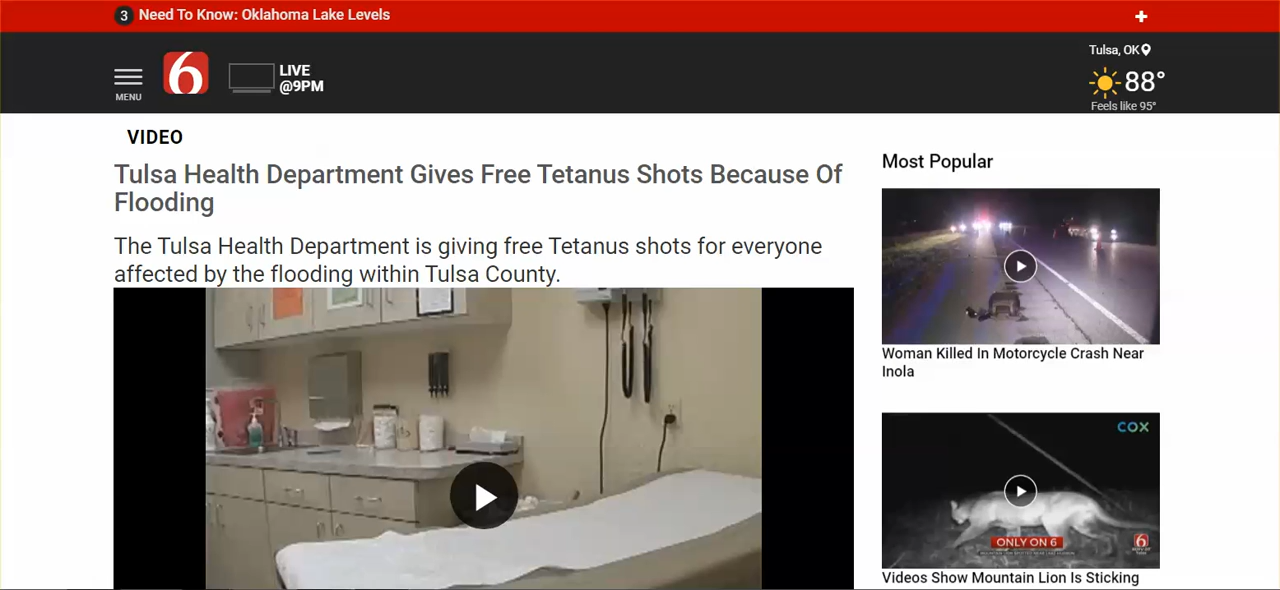 3 Need To Know: Oklahoma Lake Levels
MENU
6
LIVE
@9PM
Tulsa, OK
88°
Feels like 95°
VIDEO
Tulsa Health Department Gives Free Tetanus Shots Because Of
Flooding
The Tulsa Health Department is giving free Tetanus shots for everyone
affected by the flooding within Tulsa County.
Most Popular
Woman Killed In Motorcycle Crash Near
Inola
COX
ONLY ON 6
6
Videos Show Mountain Lion Is Sticking